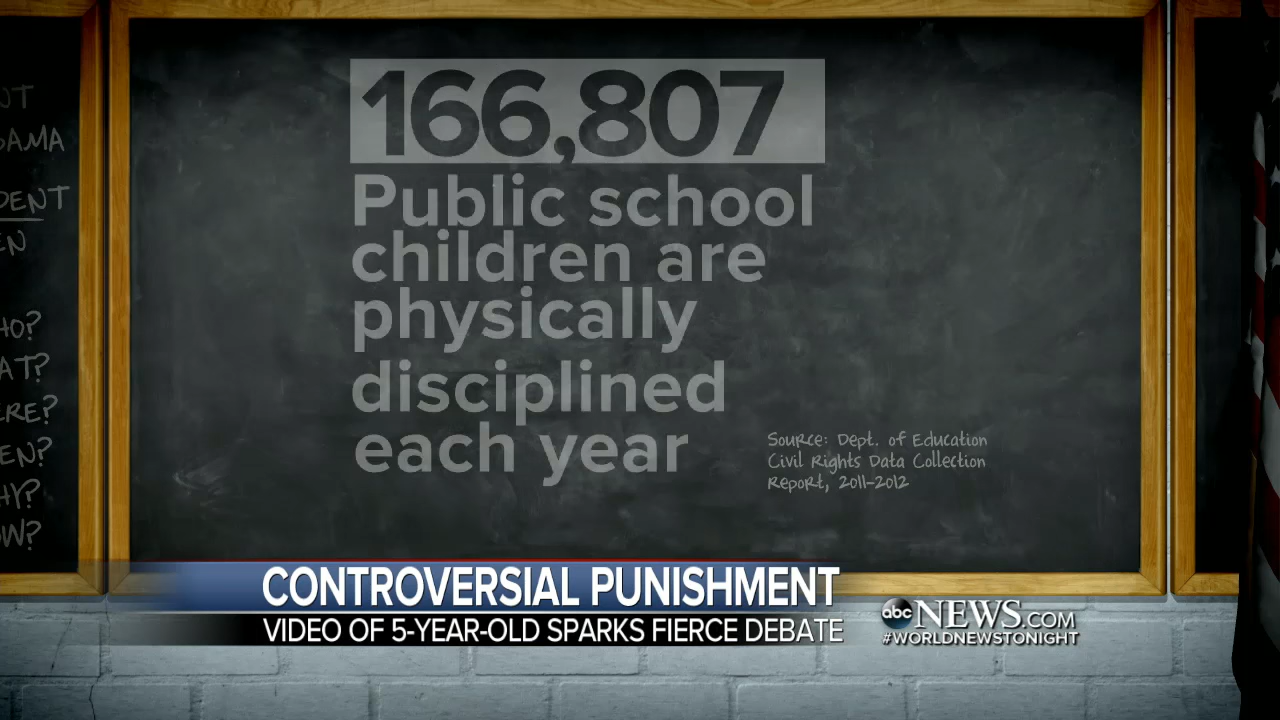 166,807
Public school
children are
physically
disciplined
each year
Source: Dept. of Education
Civil Rights Data Collection
Report, 2011-2012
HY?
CONTROVERSIAL PUNISHMENT
VIDEO OF 5-YEAR-OLD SPARKS FIERCE DEBATE
abc NEWS.COM
#WORLDNEWSTONIGHT